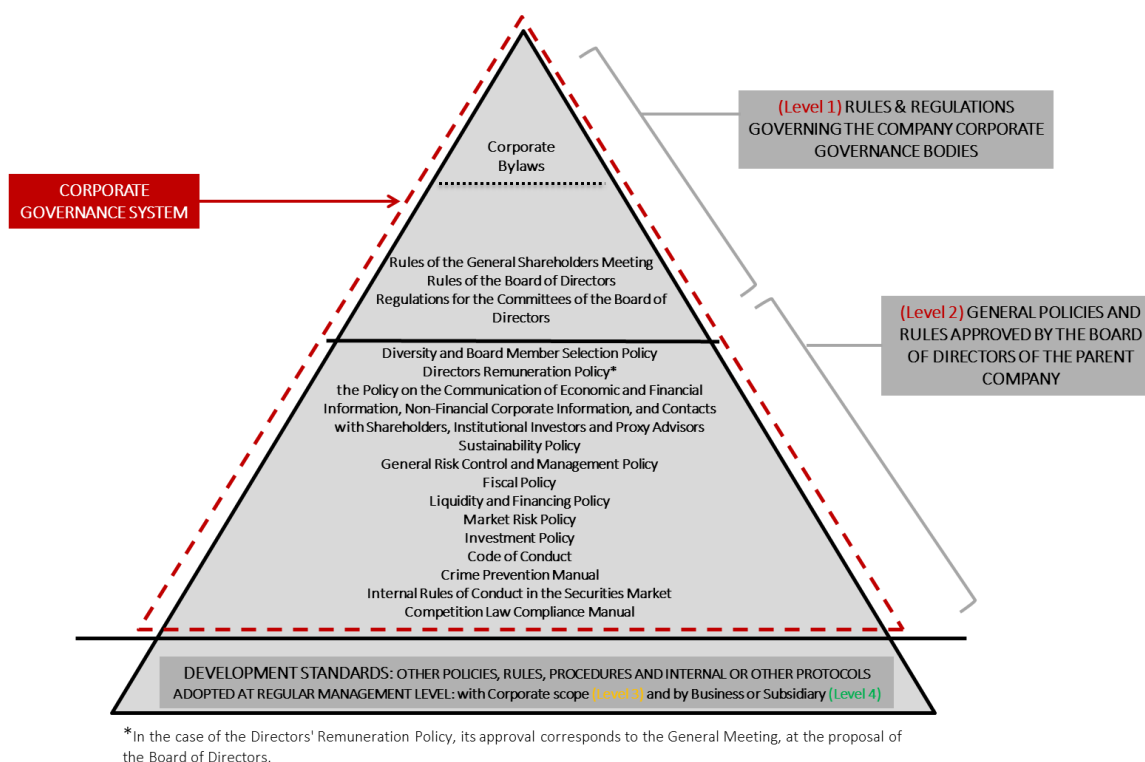 (Level 1) RULES & REGULATIONS
GOVERNING THE COMPANY CORPORATE
GOVERNANCE BODIES
Corporate
Bylaws
CORPORATE
GOVERNANCE SYSTEM
Rules of the General Shareholders Meeting
Rules of the Board of Directors
Regulations for the Committees of the Board of
Directors
(Level 2) GENERAL POLICIES AND
RULES APPROVED BY THE BOARD
OF DIRECTORS OF THE PARENT
COMPANY
Diversity and Board Member Selection Policy
Directors Remuneration Policy*
the Policy on the Communication of Economic and Financial
Information, Non-Financial Corporate Information, and Contacts
with Shareholders, Institutional Investors and Proxy Advisors
Sustainability Policy
General Risk Control and Management Policy
Fiscal Policy
Liquidity and Financing Policy
Market Risk Policy
Investment Policy
Code of Conduct
Crime Prevention Manual
Internal Rules of Conduct in the Securities Market
Competition Law Compliance Manual
DEVELOPMENT STANDARDS: OTHER POLICIES, RULES, PROCEDURES AND INTERNAL OR OTHER PROTOCOLS
ADOPTED AT REGULAR MANAGEMENT LEVEL: with Corporate scope (Level 3) and by Business or Subsidiary (Level 4)
*In the case of the Directors' Remuneration Policy, its approval corresponds to the General Meeting, at the proposal of
the Board of Directors.